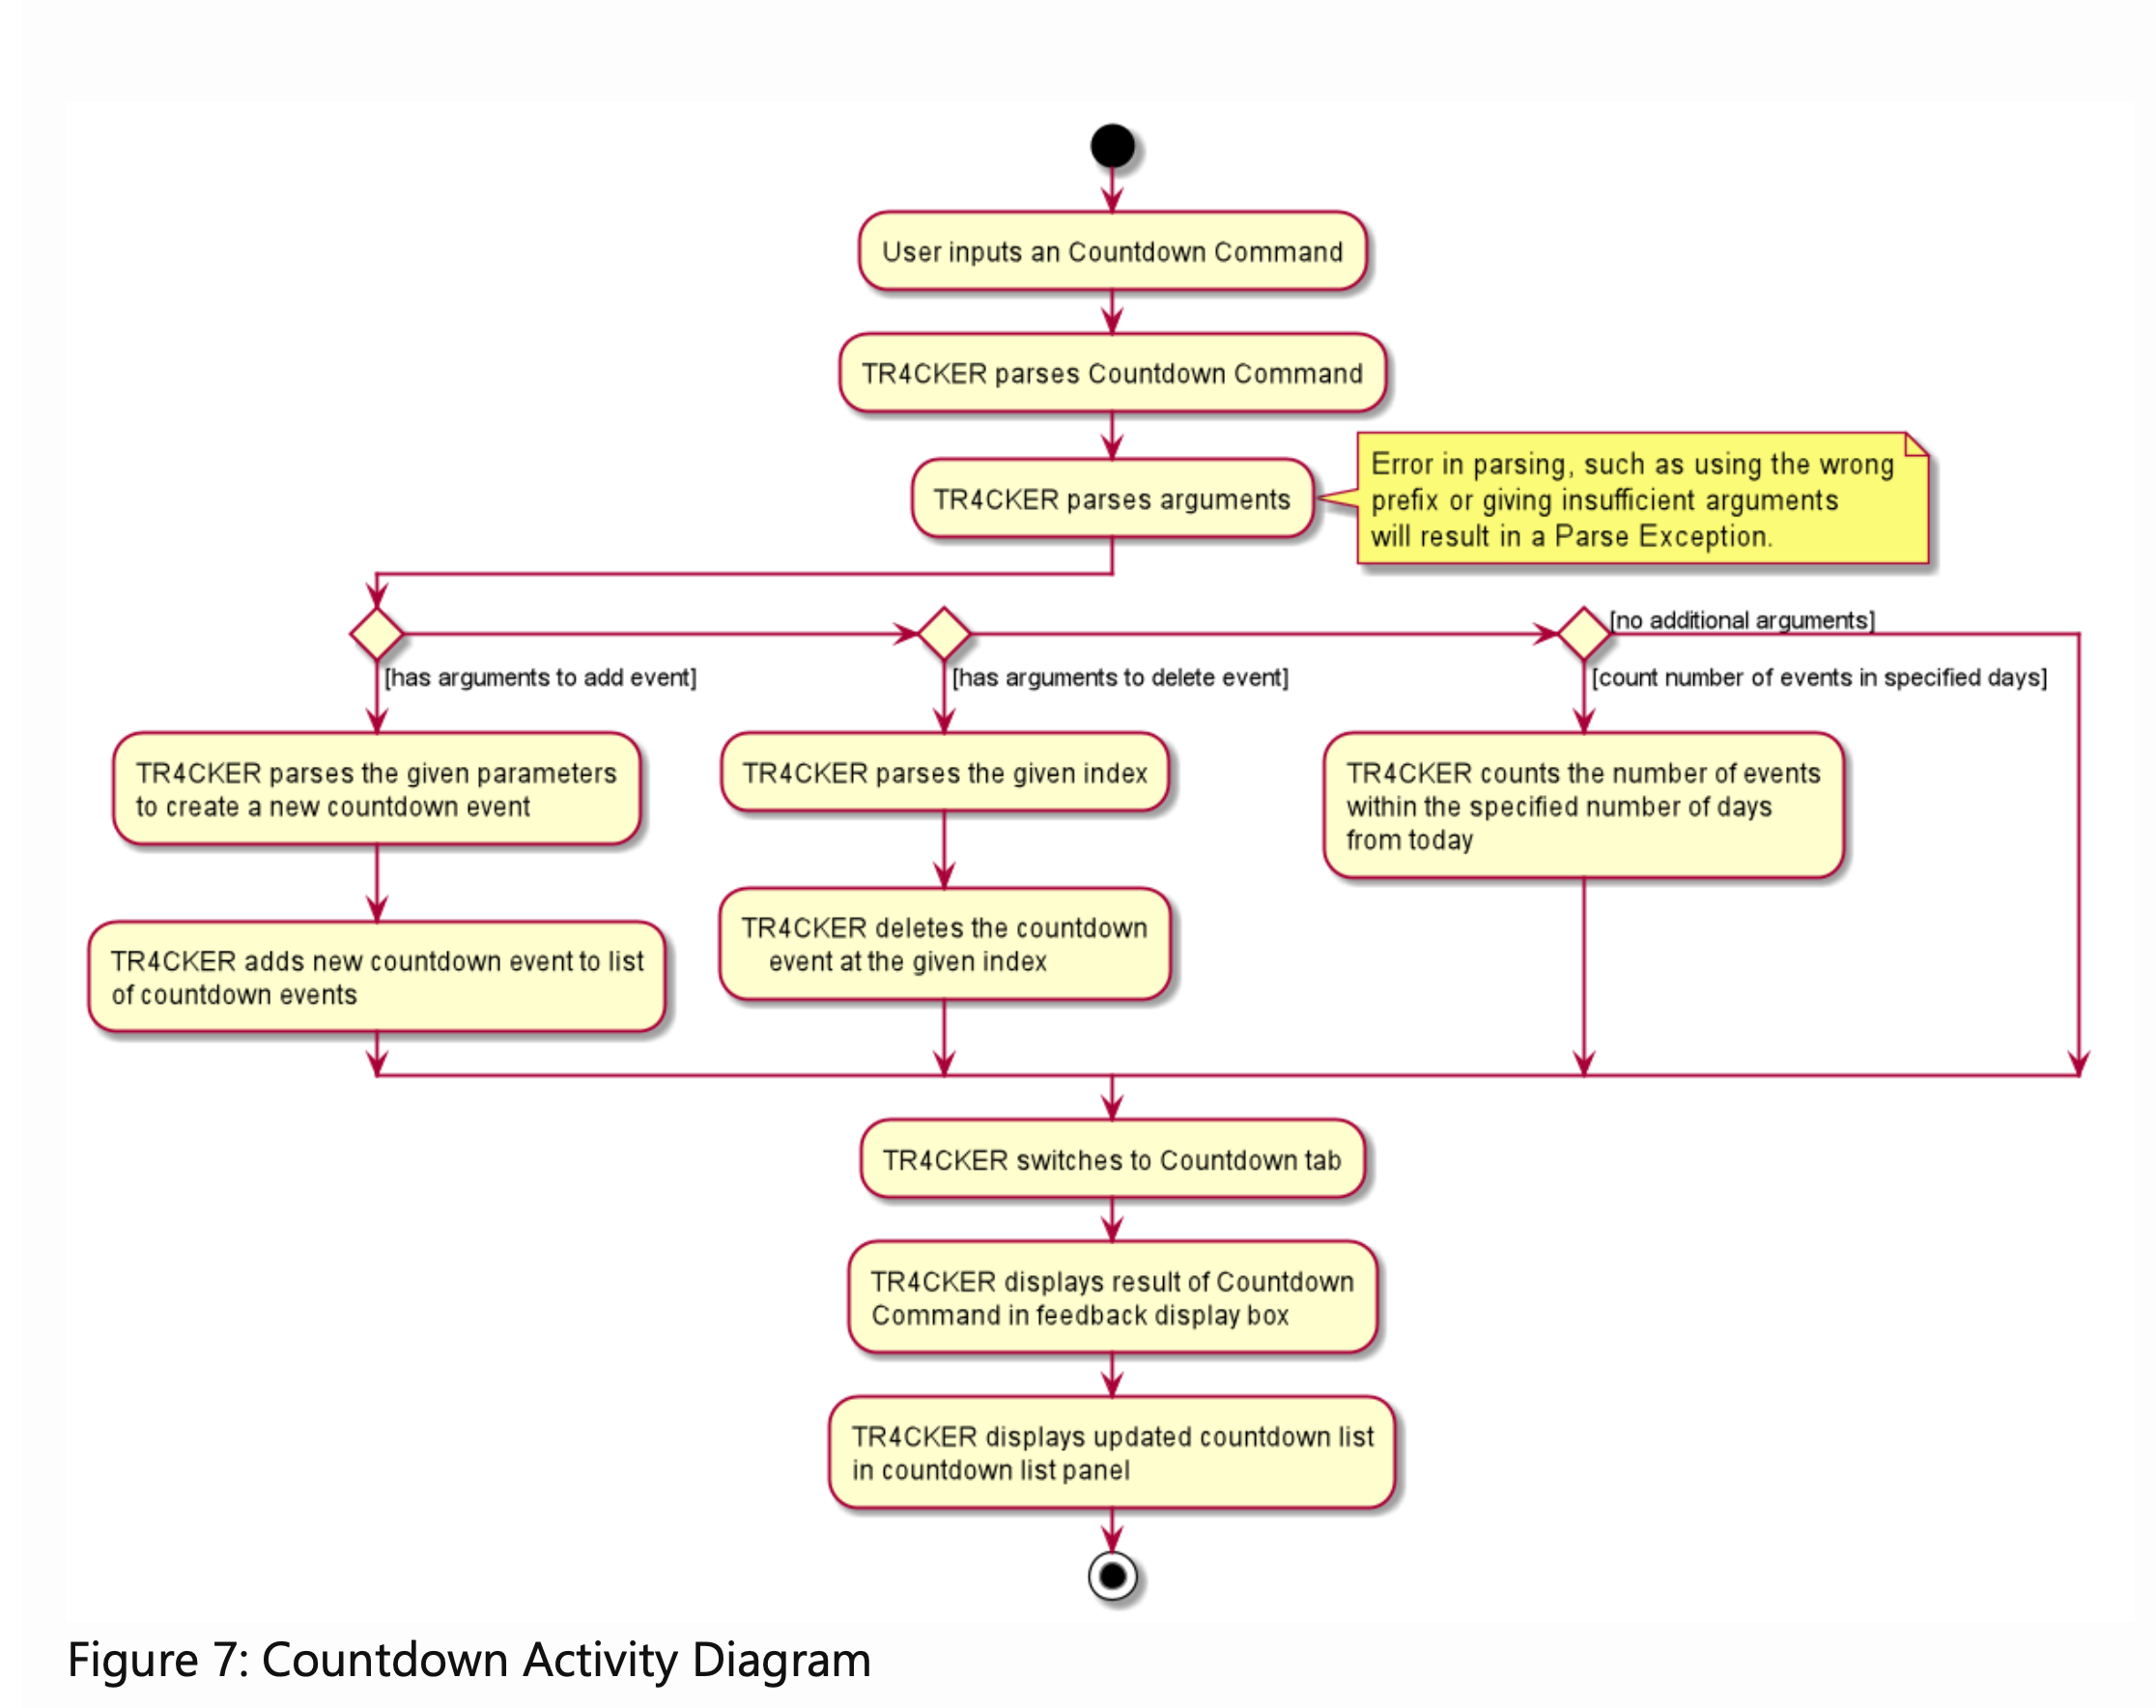 User inputs an Countdown Command
TR4CKER parses Countdown Command
TR4CKER parses arguments
Error in parsing, such as using the wrong
prefix or giving insufficient arguments
will result in a Parse Exception.
[no additional arguments]
[has arguments to add event]
[has arguments to delete event]
[count number of events in specified days]
TR4CKER parses the given parameters
to create a new countdown event
TR4CKER parses the given index
TR4CKER counts the number of events
within the specified number of days
from today
TR4CKER adds new countdown event to list
of countdown events
TR4CKER deletes the countdown
event at the given index
TR4CKER switches to Countdown tab
TR4CKER displays result of Countdown
Command in feedback display box
TR4CKER displays updated countdown list
in countdown list panel
Figure 7: Countdown Activity Diagram